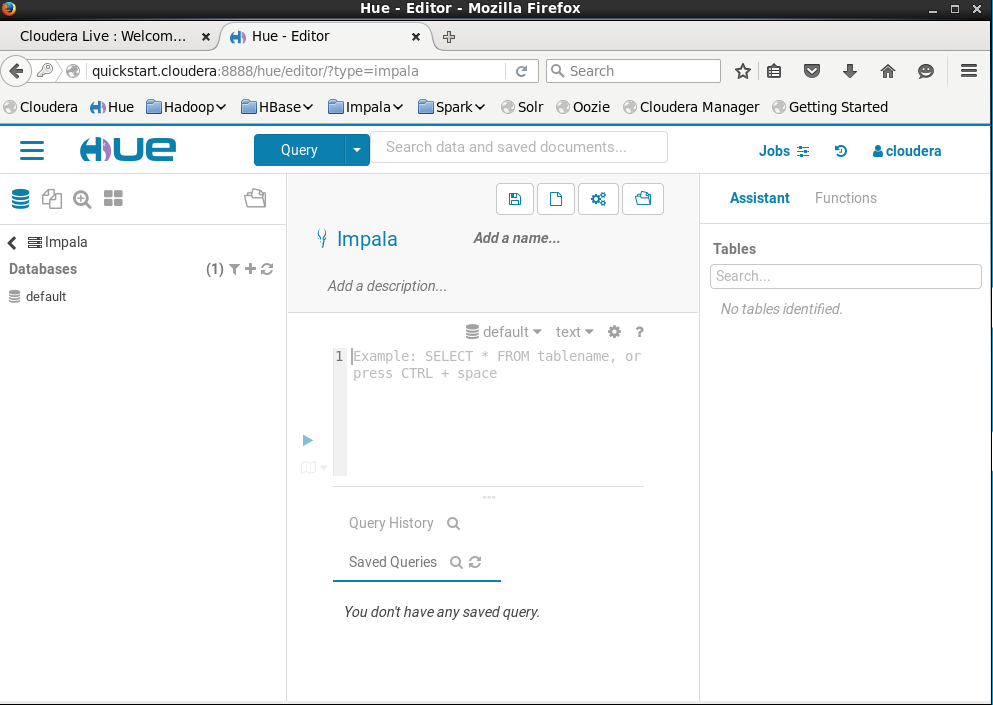 Hue - Editor - Mozilla Firefox
Cloudera Live : Welcom...
Hue - Editor
quickstart.cloudera:8888/hue/editor/?type=impala
Search
Cloudera Hue Hadoop HBase Impala Spark Solr Oozie Cloudera Manager Getting Started
HUE
Query
Search data and saved documents...
Jobs
cloudera
Impala
Databases (1)
default
Impala
Add a name...
Add a description...
default text ?
1 Example: SELECT * FROM tablename, or
press CTRL + space
Query History
Saved Queries
You don't have any saved query.
Assistant Functions
Tables
Search...
No tables identified.